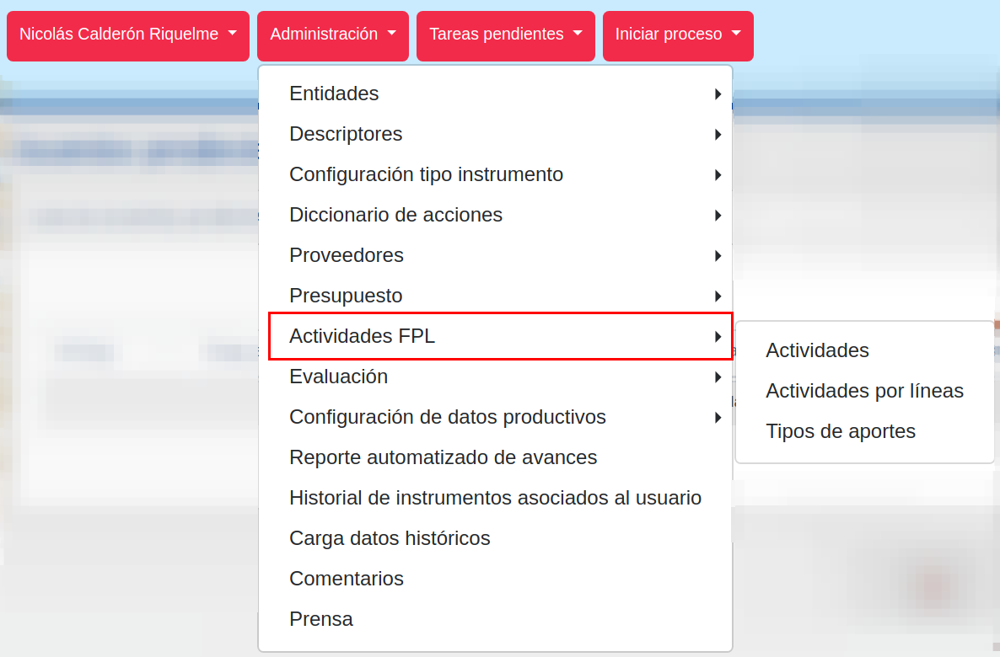 Nicolás Calderón Riquelme
Administración
Tareas pendientes
Iniciar proceso
Entidades
Descriptores
Configuración tipo instrumento
Diccionario de acciones
Proveedores
Presupuesto
Actividades FPL
Evaluación
Configuración de datos productivos
Reporte automatizado de avances
Historial de instrumentos asociados al usuario
Carga datos históricos
Comentarios
Prensa
Actividades
Actividades por líneas
Tipos de aportes